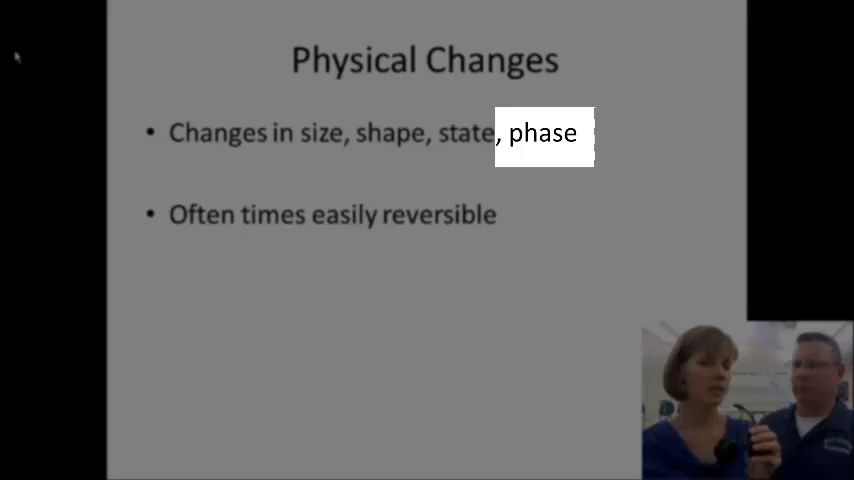 Physical Changes
• Changes in size, shape, state, phase
• Often times easily reversible